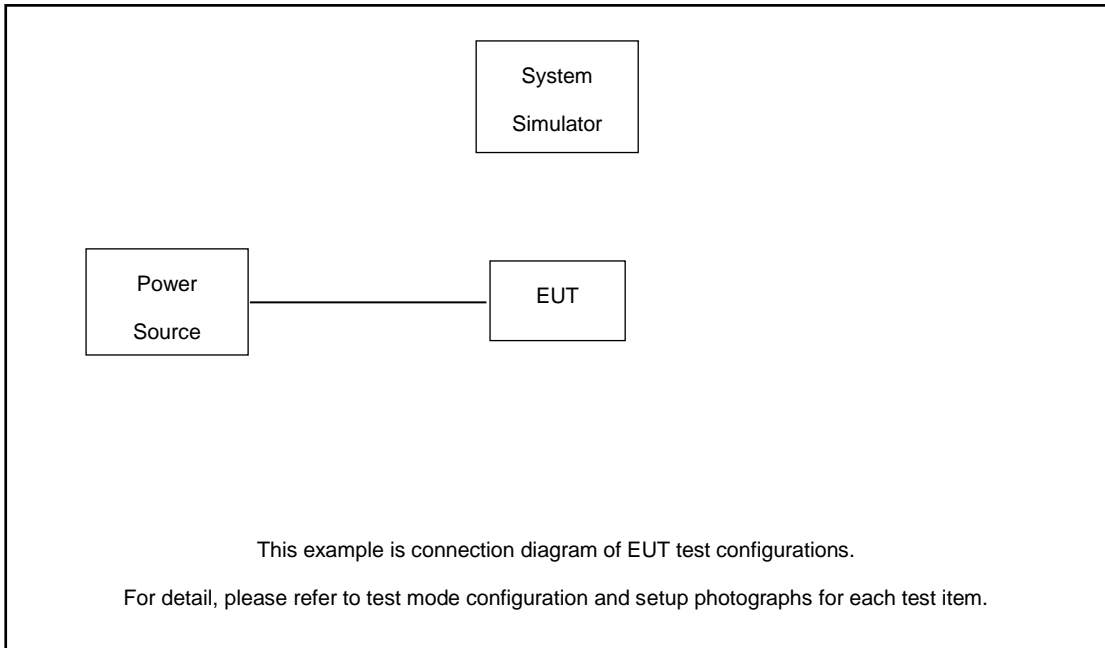 System
Simulator
Power
Source
EUT
This example is connection diagram of EUT test configurations.
For detail, please refer to test mode configuration and setup photographs for each test item.